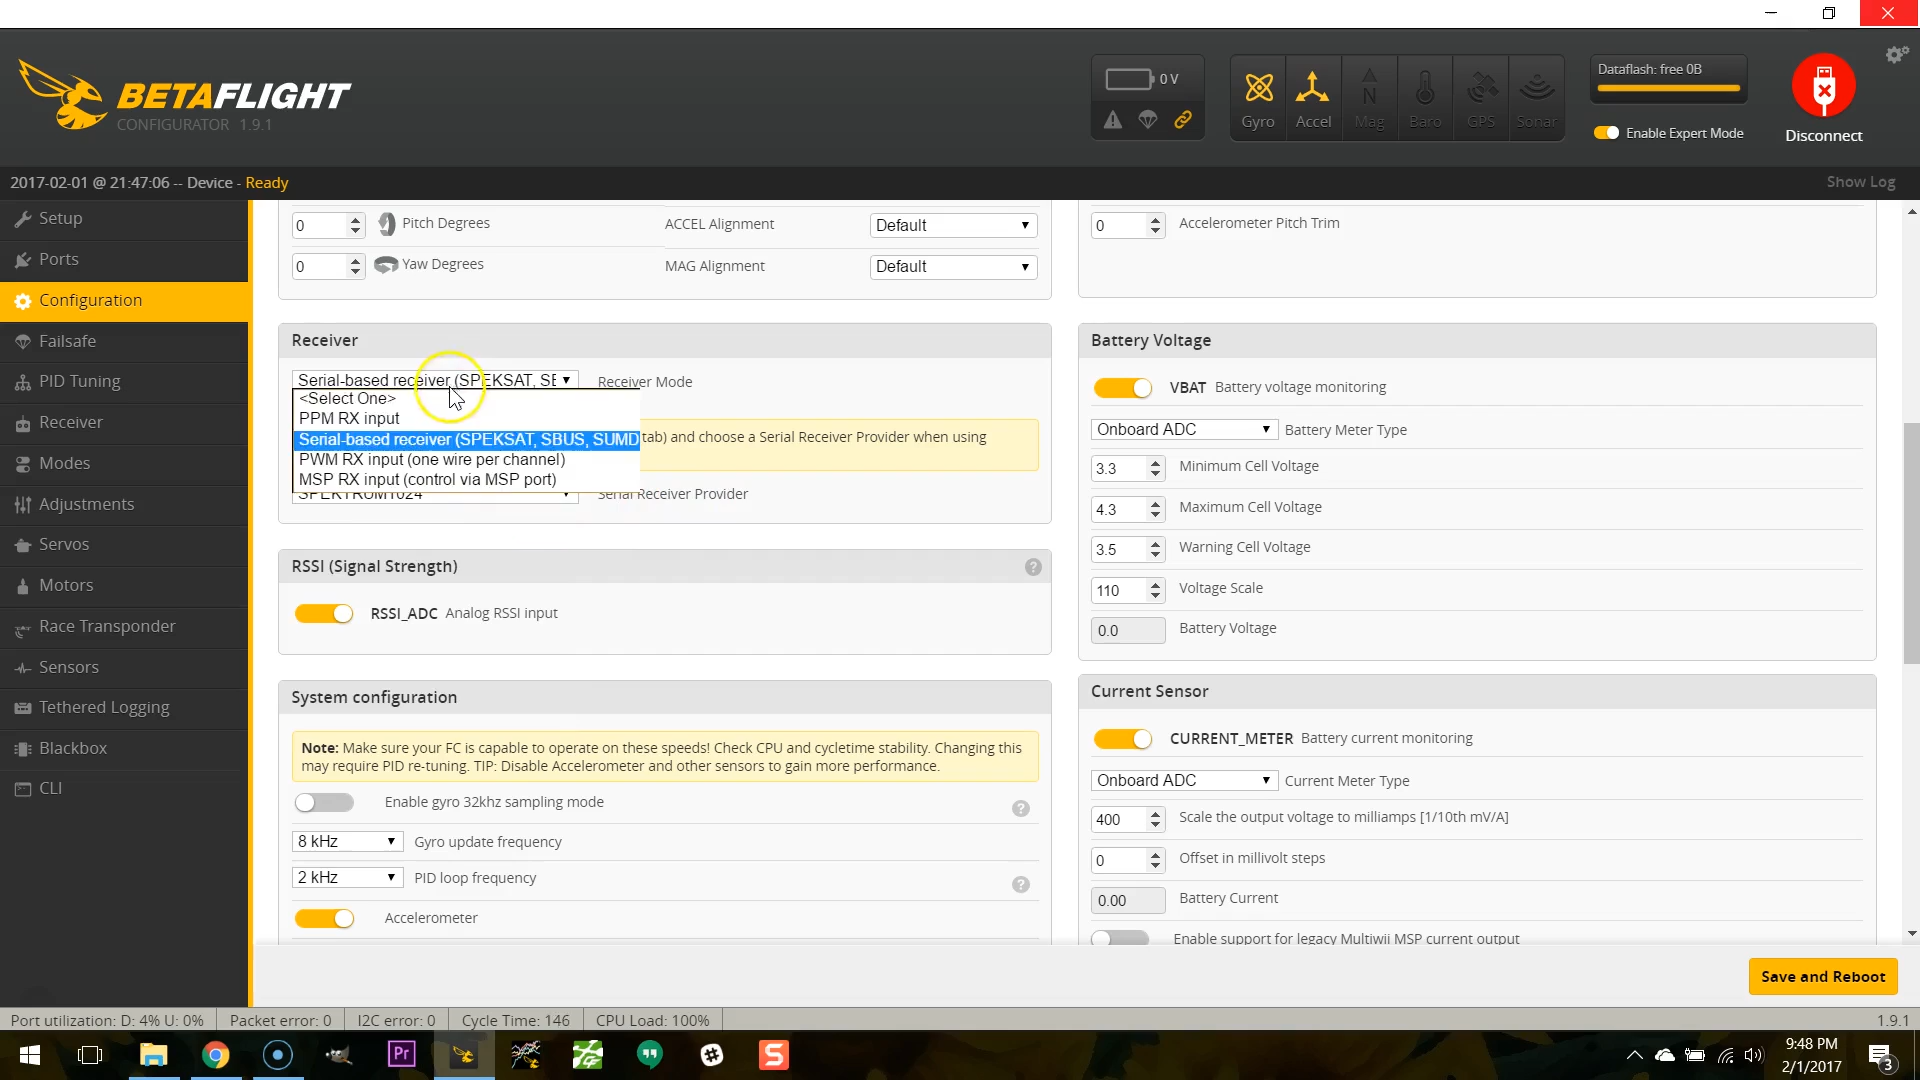 BETAFLIGHT
CONFIGURATOR 1.9.1
0 V
Gyro
Accel
Mag
Baro
GPS
Sonar
Dataflash: free 0B
Enable Expert Mode
Disconnect
2017-02-01 @ 21:47:06 -- Device - Ready
Show Log
Setup
Ports
Configuration
Failsafe
PID Tuning
Receiver
Modes
Adjustments
Servos
Motors
Race Transponder
Sensors
Tethered Logging
Blackbox
CLI
0 Pitch Degrees
ACCEL Alignment Default
0 Yaw Degrees
MAG Alignment Default
0 Accelerometer Pitch Trim
Receiver
Serial-based receiver (SPEKSAT, SE Receiver Mode
<Select One>
PPM RX input
Serial-based receiver (SPEKSAT, SBUS, SUMD
PWM RX input (one wire per channel)
MSP RX input (control via MSP port)
tab) and choose a Serial Receiver Provider when using
SPEKTRUM1024 Serial Receiver Provider
RSSI (Signal Strength)
RSSI_ADC Analog RSSI input
System configuration
Note: Make sure your FC is capable to operate on these speeds! Check CPU and cycletime stability. Changing this
may require PID re-tuning. TIP: Disable Accelerometer and other sensors to gain more performance.
Enable gyro 32khz sampling mode
8 kHz Gyro update frequency
2 kHz PID loop frequency
Accelerometer
Battery Voltage
VBAT Battery voltage monitoring
Onboard ADC Battery Meter Type
3.3 Minimum Cell Voltage
4.3 Maximum Cell Voltage
3.5 Warning Cell Voltage
110 Voltage Scale
0.0 Battery Voltage
Current Sensor
CURRENT_METER Battery current monitoring
Onboard ADC Current Meter Type
400 Scale the output voltage to milliamps [1/10th mV/A]
0 Offset in millivolt steps
0.00 Battery Current
Enable support for legacy Multiwii MSP current output
Save and Reboot
Port utilization: D: 4% U: 0%
Packet error: 0
I2C error: 0
Cycle Time: 146
CPU Load: 100%
1.9.1
Pr
S
9:48 PM
2/1/2017
3